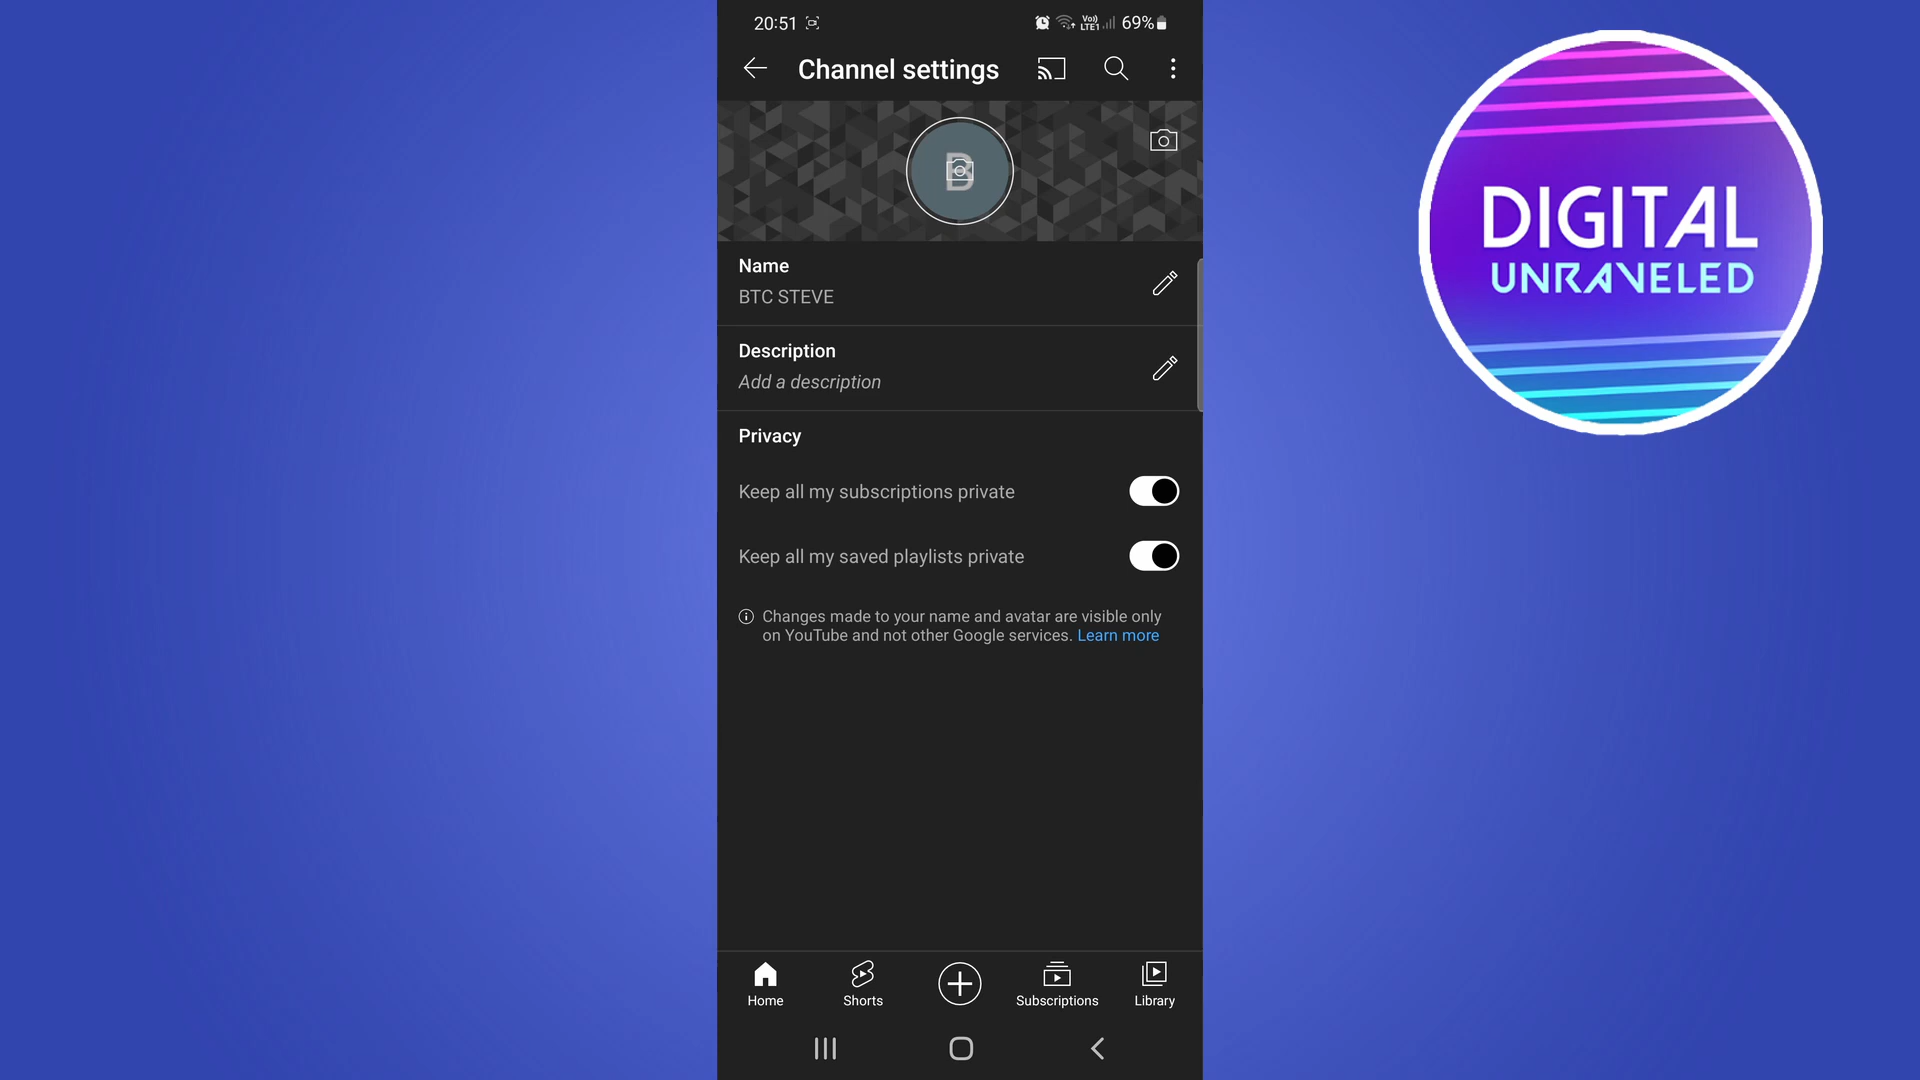 20:51
Vo)) LTE1 69%
Channel settings
B
Name
BTC STEVE
Description
Add a description
Privacy
Keep all my subscriptions private
Keep all my saved playlists private
Changes made to your name and avatar are visible only
on YouTube and not other Google services. Learn more
Home Shorts Subscriptions Library
DIGITAL
UNRAVELED